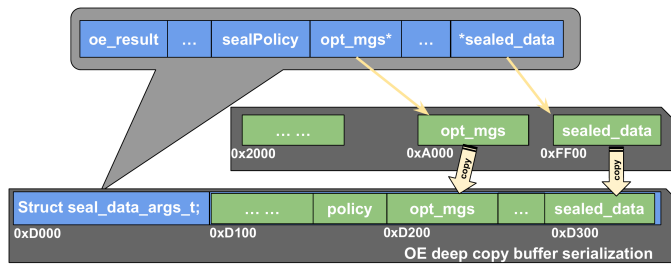 oe_result … sealPolicy opt_mgs* … *sealed_data
… … opt_mgs sealed_data
0x2000 0xA000 0xFF00
copy copy
Struct seal_data_args_t; … … policy opt_mgs … sealed_data
0xD000 0xD100 0xD200 0xD300
OE deep copy buffer serialization